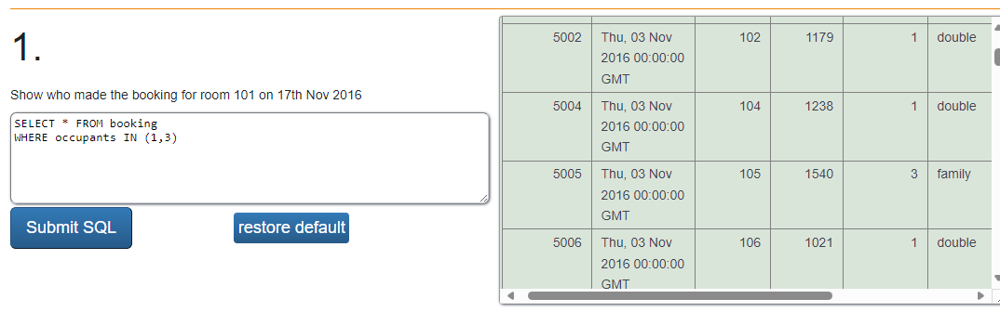 1.
Show who made the booking for room 101 on 17th Nov 2016
SELECT * FROM booking
WHERE occupants IN (1,3)
Submit SQL
restore default
5002 Thu, 03 Nov 102 1179 1 double
2016 00:00:00
GMT
5004 Thu, 03 Nov 104 1238 1 double
2016 00:00:00
GMT
5005 Thu, 03 Nov 105 1540 3 family
2016 00:00:00
GMT
5006 Thu, 03 Nov 106 1021 1 double
2016 00:00:00
GMT